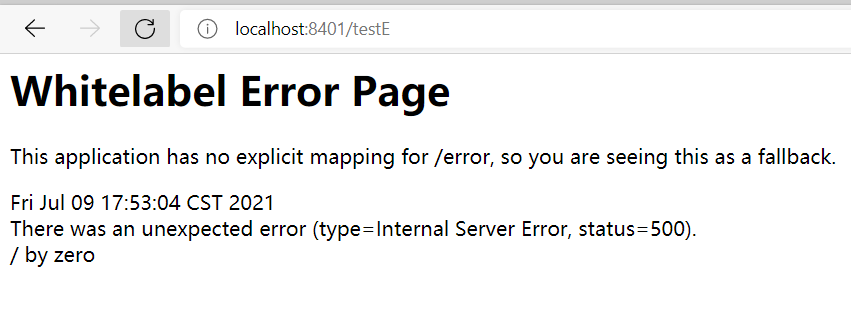 localhost:8401/testE
Whitelabel Error Page
This application has no explicit mapping for /error, so you are seeing this as a fallback.
Fri Jul 09 17:53:04 CST 2021
There was an unexpected error (type=Internal Server Error, status=500).
/ by zero